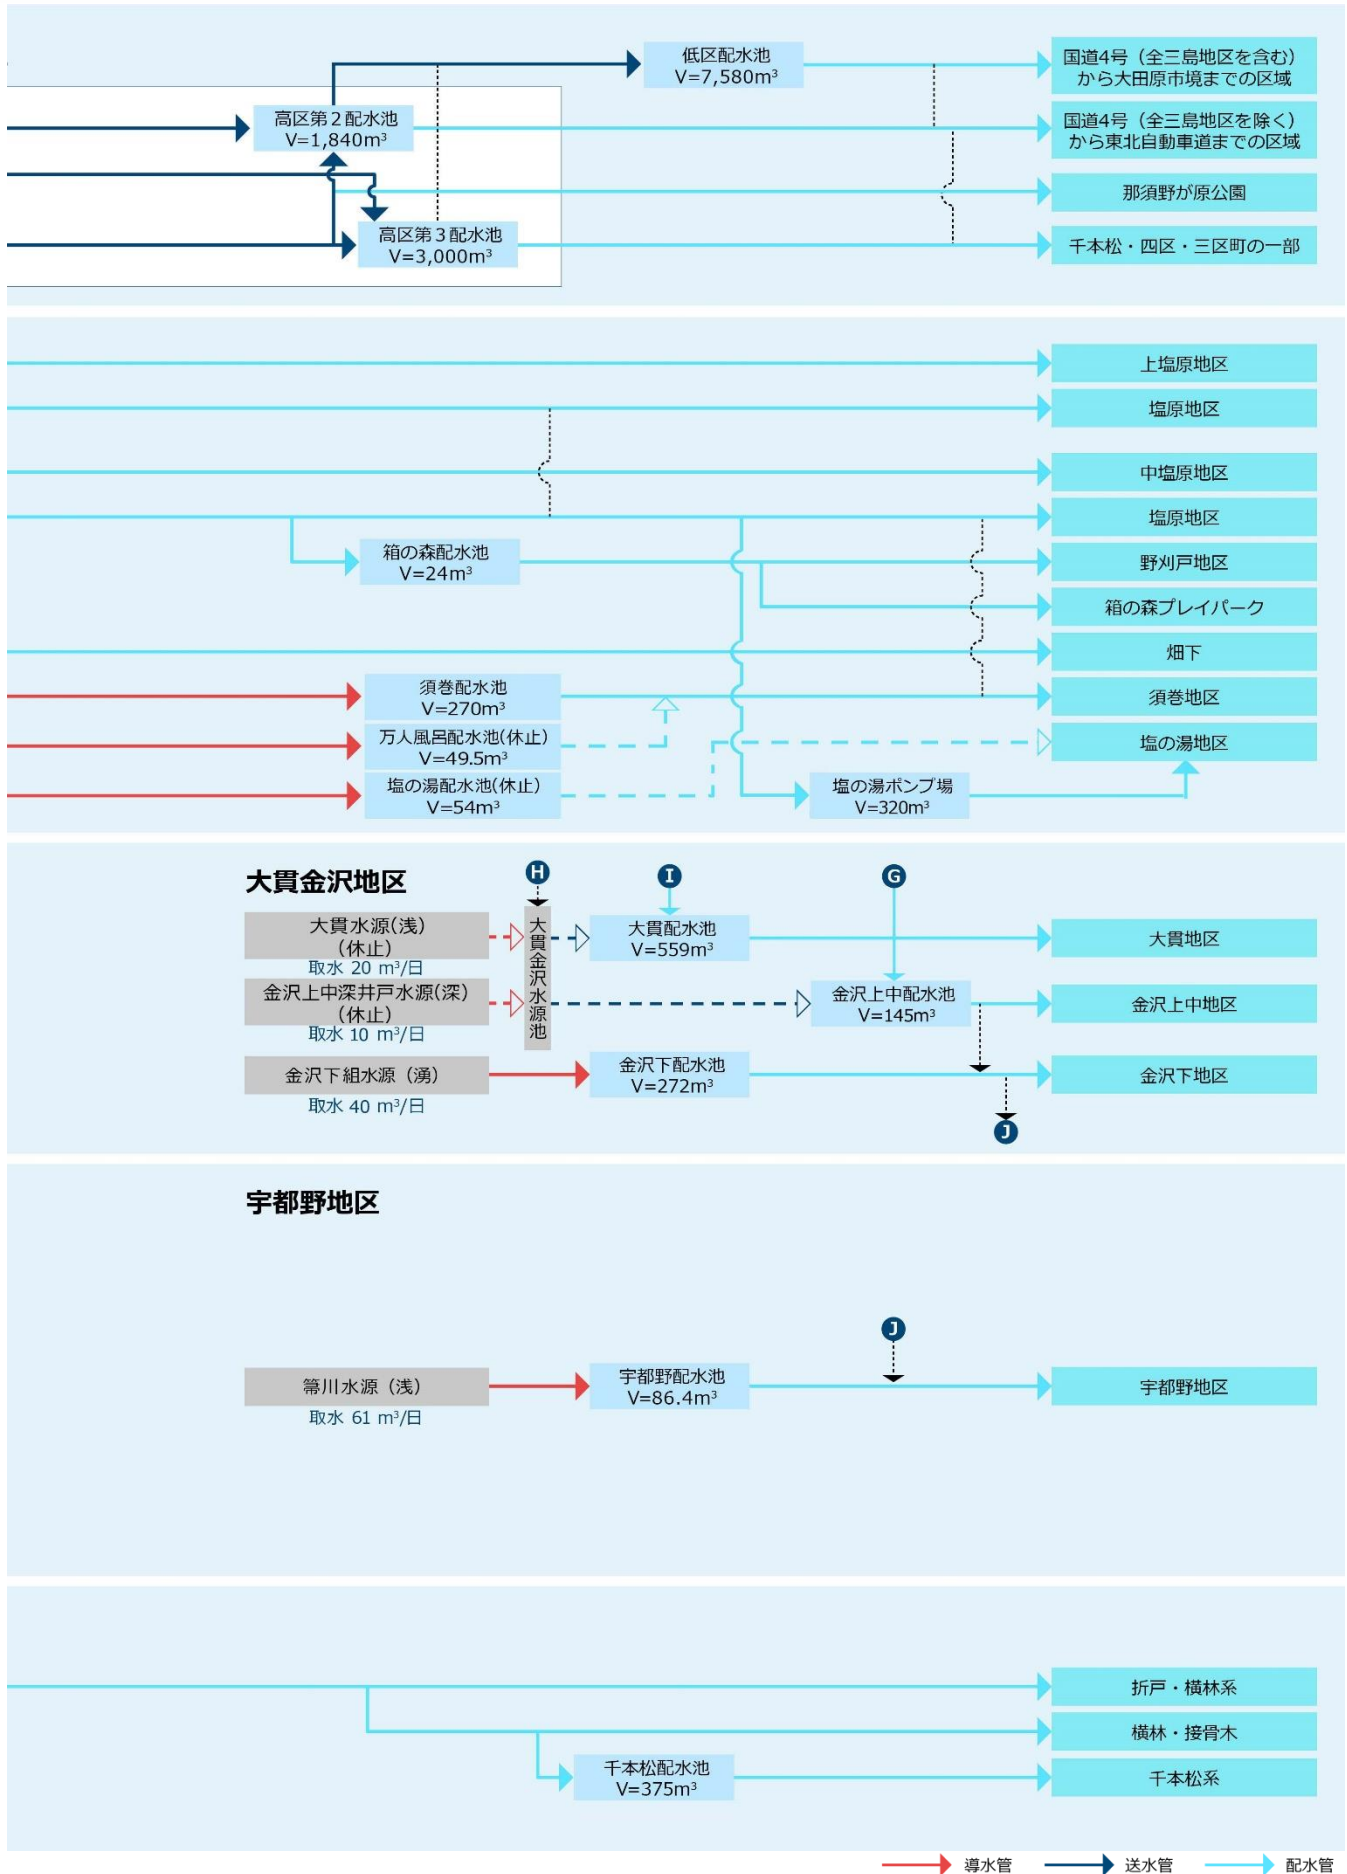 低区配水池
V=7,580m³
国道4号（全三島地区を含む）
から大田原市境までの区域
高区第２配水池
V=1,840m³
国道4号（全三島地区を除く）
から東北自動車道までの区域
那須野が原公園
高区第３配水池
V=3,000m³
千本松・四区・三区町の一部
上塩原地区
塩原地区
中塩原地区
塩原地区
箱の森配水池
V=24m³
野刈戸地区
箱の森プレイパーク
畑下
須巻配水池
V=270m³
須巻地区
万人風呂配水池(休止)
V=49.5m³
塩の湯地区
塩の湯配水池(休止)
V=54m³
塩の湯ポンプ場
V=320m³
大貫金沢地区
H
I
G
大貫水源(浅)
(休止)
取水 20 m³/日
大貫金沢水源池
大貫配水池
V=559m³
大貫地区
金沢上中深井戸水源(深)
(休止)
取水 10 m³/日
金沢上中配水池
V=145m³
金沢上中地区
金沢下組水源（湧）
取水 40 m³/日
金沢下配水池
V=272m³
金沢下地区
J
宇都野地区
J
箒川水源（浅）
取水 61 m³/日
宇都野配水池
V=86.4m³
宇都野地区
折戸・横林系
横林・接骨木
千本松配水池
V=375m³
千本松系
導水管
送水管
配水管